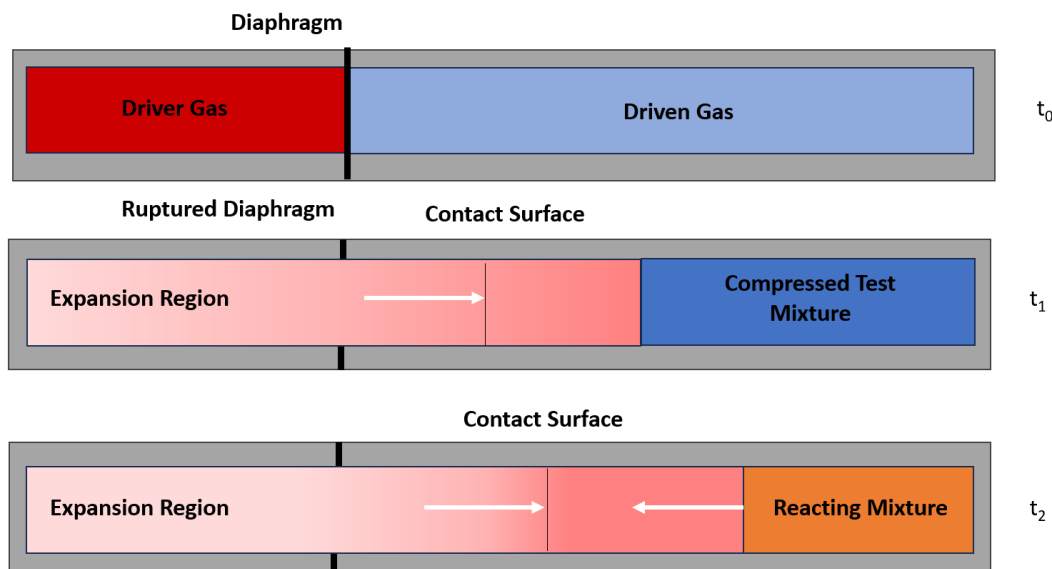 Diaphragm
Driver Gas
Driven Gas
t₀
Ruptured Diaphragm
Contact Surface
Expansion Region
Compressed Test
Mixture
t₁
Contact Surface
Expansion Region
Reacting Mixture
t₂